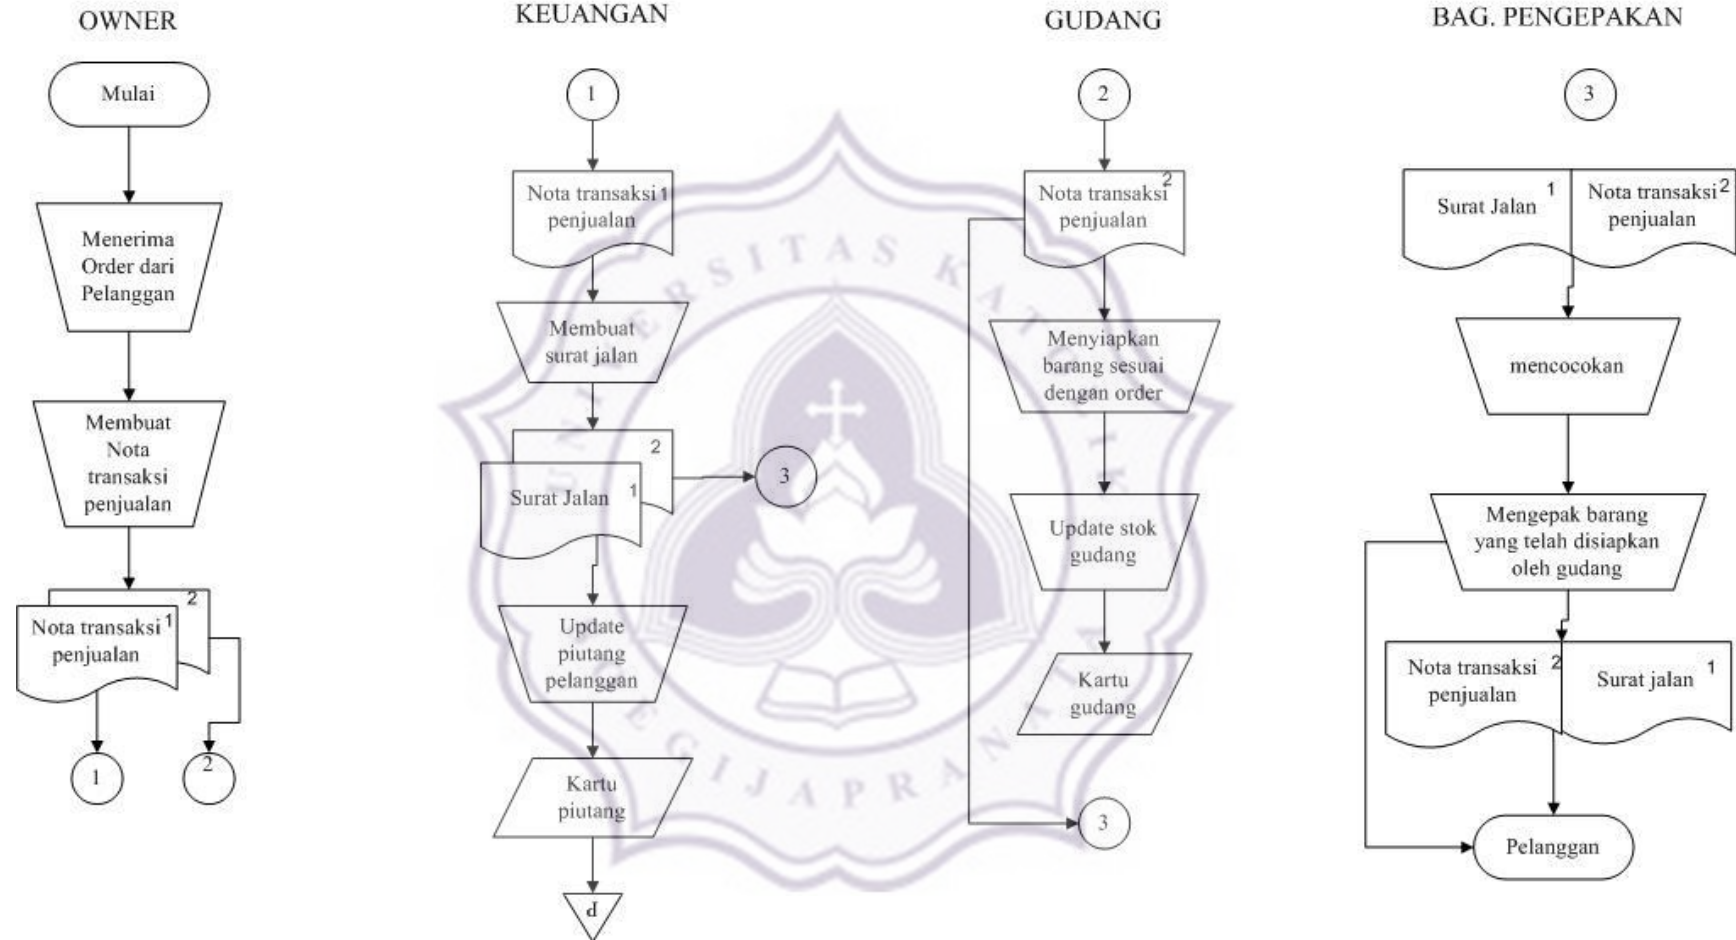 OWNER
Mulai
Menerima
Order dari
Pelanggan
Membuat
Nota
transaksi
penjualan
2
Nota transaksi 1
penjualan
1
2
KEUANGAN
1
Nota transaksi 1
penjualan
Membuat
surat jalan
2
Surat Jalan 1
3
Update
piutang
pelanggan
Kartu
piutang
d
GUDANG
2
Nota transaksi 2
penjualan
Menyiapkan
barang sesuai
dengan order
Update stok
gudang
Kartu
gudang
3
BAG. PENGEPAKAN
3
Surat Jalan 1
Nota transaksi 2
penjualan
mencocokan
Mengepak barang
yang telah disiapkan
oleh gudang
Nota transaksi 2
penjualan
Surat jalan 1
Pelanggan
UNIVERSITAS KATOLIK
SOEGIJAPRANATA